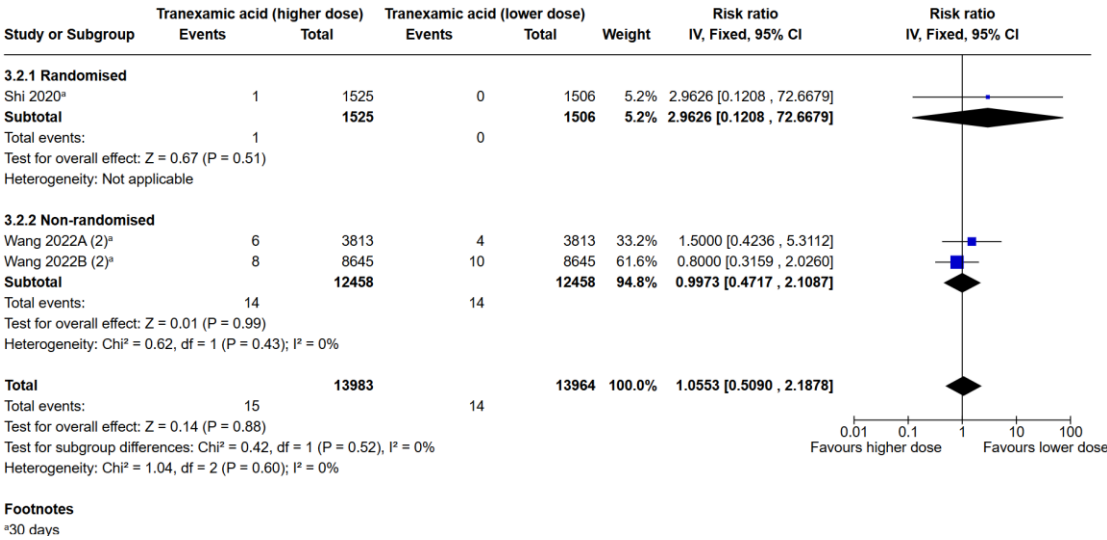 Tranexamic acid (higher dose) Tranexamic acid (lower dose) Risk ratio Risk ratio
Study or Subgroup Events Total Events Total Weight IV, Fixed, 95% CI IV, Fixed, 95% CI
3.2.1 Randomised
Shi 2020ᵃ 1 1525 0 1506 5.2% 2.9626 [0.1208 , 72.6679]
Subtotal 1525 1506 5.2% 2.9626 [0.1208 , 72.6679]
Total events: 1 0
Test for overall effect: Z = 0.67 (P = 0.51)
Heterogeneity: Not applicable
3.2.2 Non-randomised
Wang 2022A (2)ᵃ 6 3813 4 3813 33.2% 1.5000 [0.4236 , 5.3112]
Wang 2022B (2)ᵃ 8 8645 10 8645 61.6% 0.8000 [0.3159 , 2.0260]
Subtotal 12458 12458 94.8% 0.9973 [0.4717 , 2.1087]
Total events: 14 14
Test for overall effect: Z = 0.01 (P = 0.99)
Heterogeneity: Chi² = 0.62, df = 1 (P = 0.43); I² = 0%
Total 13983 13964 100.0% 1.0553 [0.5090 , 2.1878]
Total events: 15 14
Test for overall effect: Z = 0.14 (P = 0.88)
Test for subgroup differences: Chi² = 0.42, df = 1 (P = 0.52), I² = 0%
Heterogeneity: Chi² = 1.04, df = 2 (P = 0.60); I² = 0%
0.01 0.1 1 10 100
Favours higher dose Favours lower dose
Footnotes
ᵃ30 days